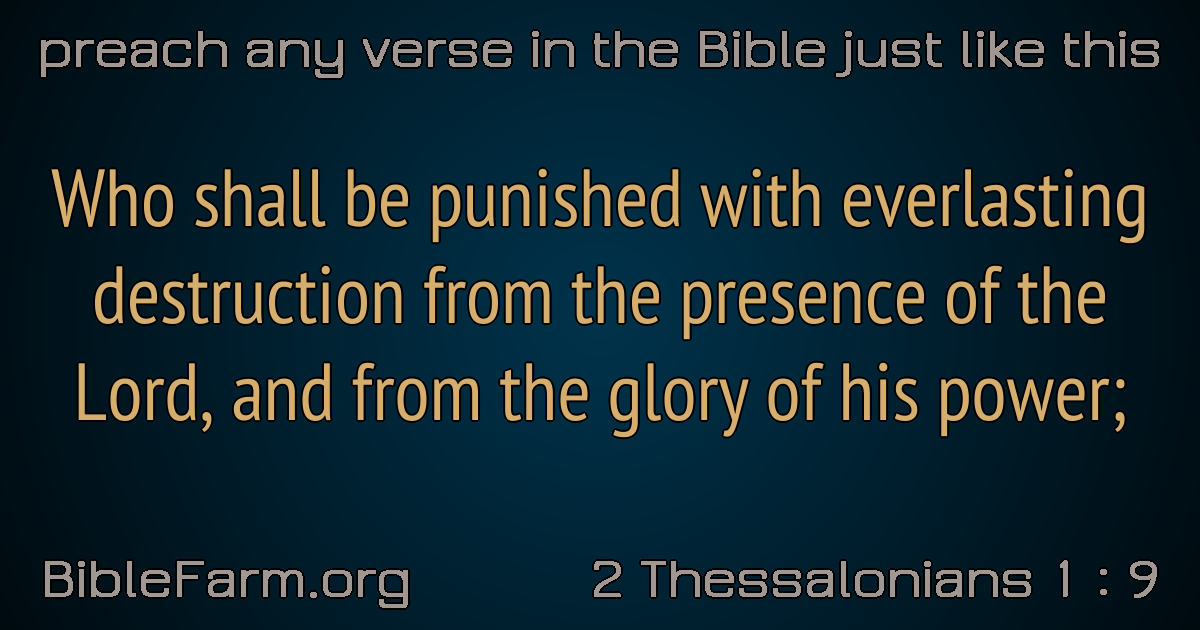 preach any verse in the Bible just like this
Who shall be punished with everlasting
destruction from the presence of the
Lord, and from the glory of his power;
BibleFarm.org 2 Thessalonians 1 : 9